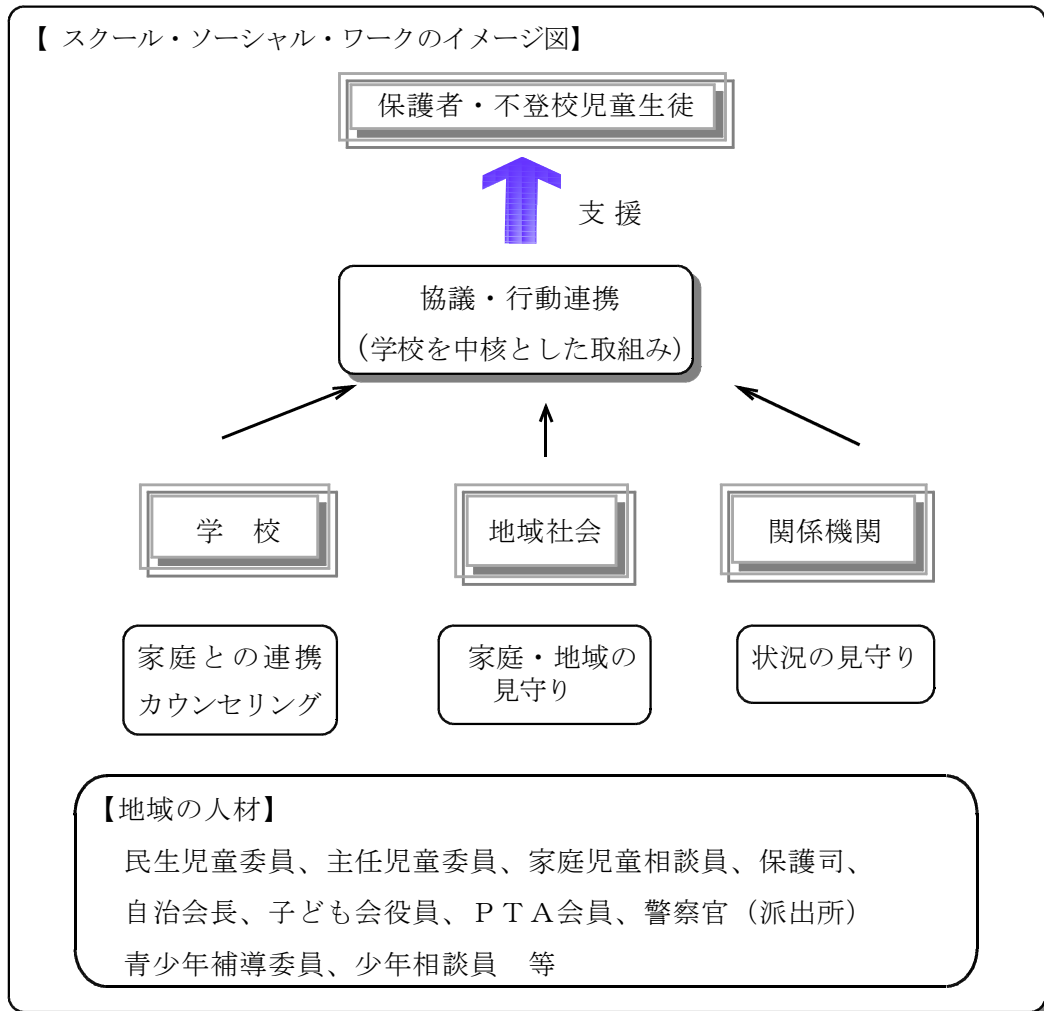 【 スクール・ソーシャル・ワークのイメージ図】
保護者・不登校児童生徒
支 援
協議・行動連携
（学校を中核とした取組み）
学　校
地域社会
関係機関
家庭との連携
カウンセリング
家庭・地域の
見守り
状況の見守り
【地域の人材】
民生児童委員、主任児童委員、家庭児童相談員、保護司、
自治会長、子ども会役員、ＰＴＡ会員、警察官（派出所）
青少年補導委員、少年相談員　等